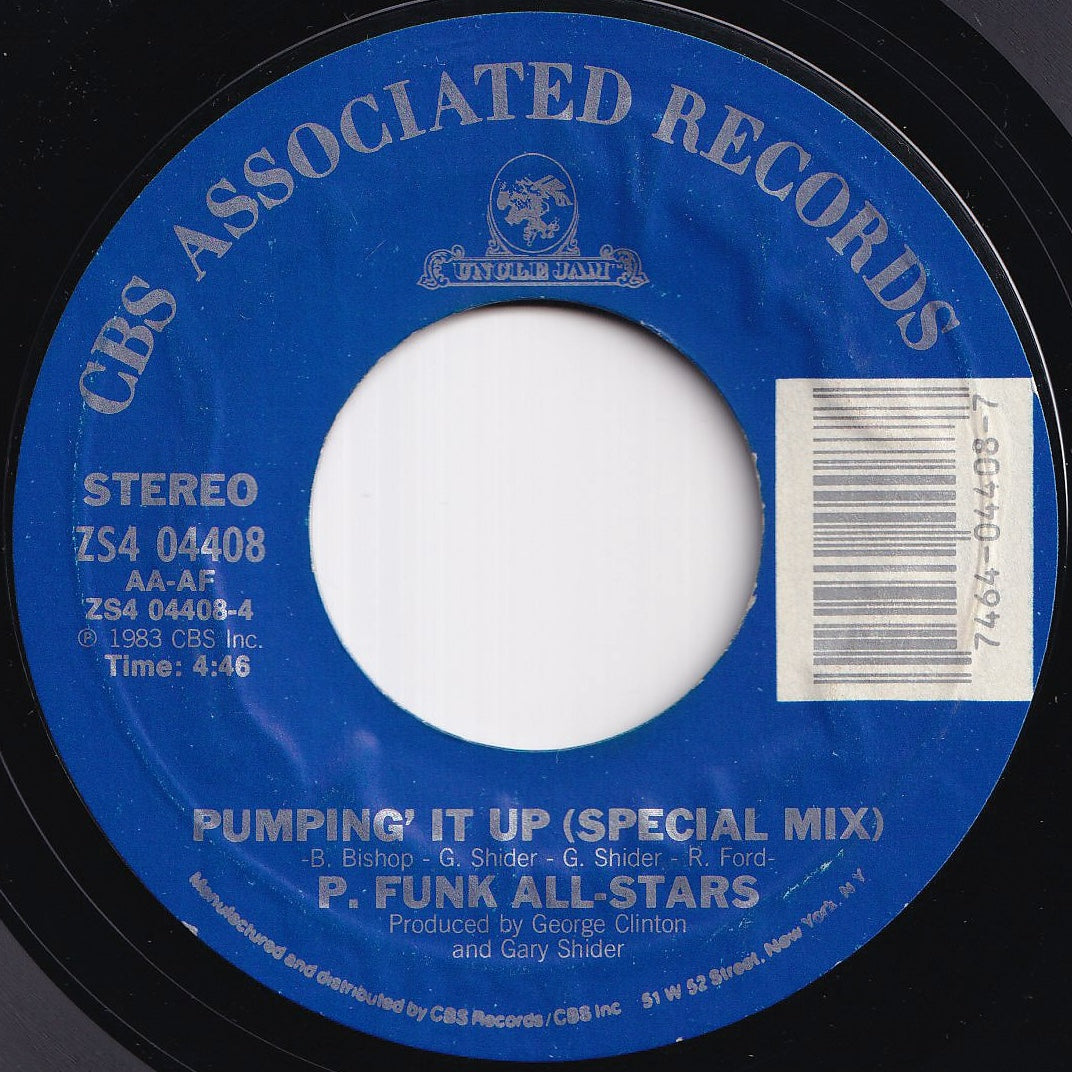 CBS ASSOCIATED RECORDS
UNCLE JAM
STEREO
ZS4 04408
AA-AF
ZS4 04408-4
℗ 1983 CBS Inc.
Time: 4:46
7464-04408-7
PUMPING' IT UP (SPECIAL MIX)
-B. Bishop - G. Shider - G. Shider - R. Ford-
P. FUNK ALL-STARS
Produced by George Clinton
and Gary Shider
Manufactured and distributed by CBS Records/CBS Inc 51 W 52 Street, New York, N Y